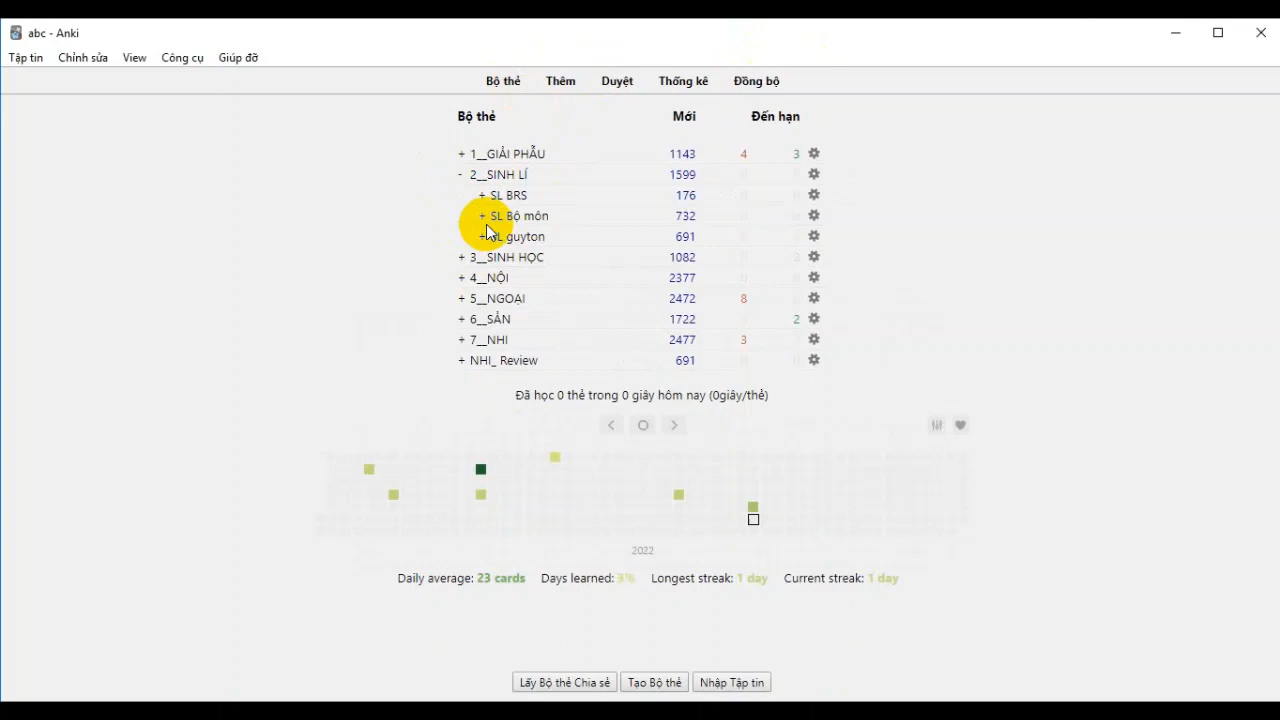 abc - Anki
Tập tin Chỉnh sửa View Công cụ Giúp đỡ
Bộ thẻ Thêm Duyệt Thống kê Đồng bộ
Bộ thẻ Mới Đến hạn
+ 1__GIẢI PHẪU 1143 4 3
- 2__SINH LÍ 1599
+ SL BRS 176
+ SL Bộ môn 732
guyton 691
+ 3__SINH HỌC 1082 2
+ 4__NỘI 2377
+ 5__NGOẠI 2472 8
+ 6__SẢN 1722 2
+ 7__NHI 2477 3
+ NHI_ Review 691
Đã học 0 thẻ trong 0 giây hôm nay (0giây/thẻ)
2022
Daily average: 23 cards Days learned: 3% Longest streak: 1 day Current streak: 1 day
Lấy Bộ thẻ Chia sẻ Tạo Bộ thẻ Nhập Tập tin